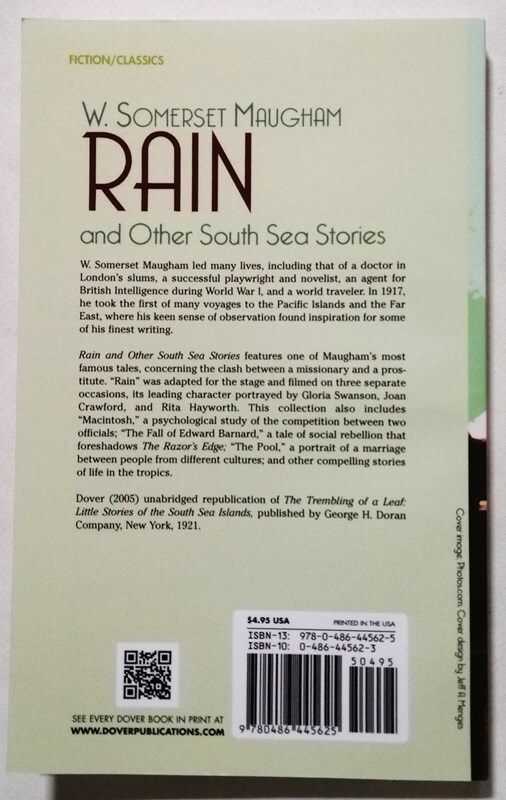 FICTION/CLASSICS
W. SOMERSET MAUGHAM
RAIN
and Other South Sea Stories
W. Somerset Maugham led many lives, including that of a doctor in
London's slums, a successful playwright and novelist, an agent for
British Intelligence during World War I, and a world traveler. In 1917,
he took the first of many voyages to the Pacific Islands and the Far
East, where his keen sense of observation found inspiration for some
of his finest writing.
Rain and Other South Sea Stories features one of Maugham's most
famous tales, concerning the clash between a missionary and a pros-
titute. "Rain" was adapted for the stage and filmed on three separate
occasions, its leading character portrayed by Gloria Swanson, Joan
Crawford, and Rita Hayworth. This collection also includes
"Macintosh," a psychological study of the competition between two
officials; "The Fall of Edward Barnard," a tale of social rebellion that
foreshadows The Razor's Edge; "The Pool," a portrait of a marriage
between people from different cultures; and other compelling stories
of life in the tropics.
Dover (2005) unabridged republication of The Trembling of a Leaf:
Little Stories of the South Sea Islands, published by George H. Doran
Company, New York, 1921.
Cover image: Photos.com Cover design by Jeff A. Menges
$4.95 USA PRINTED IN THE USA
ISBN-13: 978-0-486-44562-5
ISBN-10: 0-486-44562-3
50495
9 780486 445625
SEE EVERY DOVER BOOK IN PRINT AT
WWW.DOVERPUBLICATIONS.COM